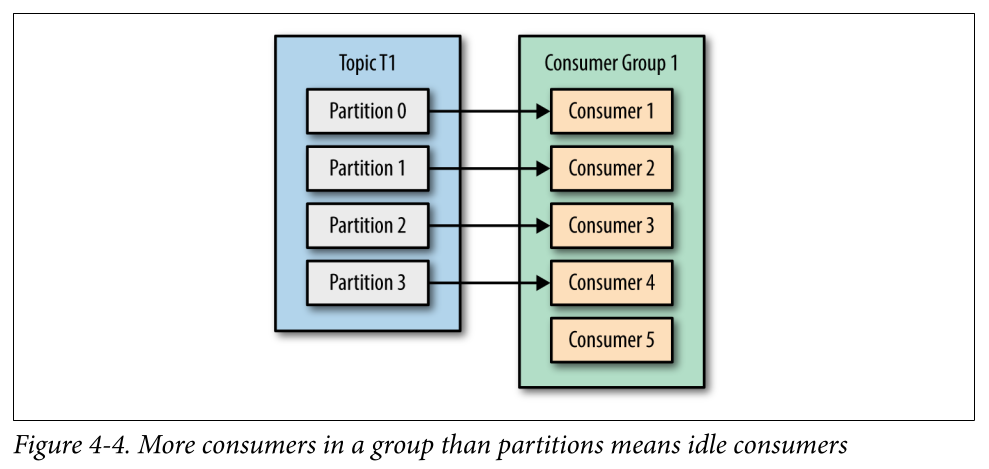 Topic T1
Partition 0
Partition 1
Partition 2
Partition 3
Consumer Group 1
Consumer 1
Consumer 2
Consumer 3
Consumer 4
Consumer 5
Figure 4-4. More consumers in a group than partitions means idle consumers